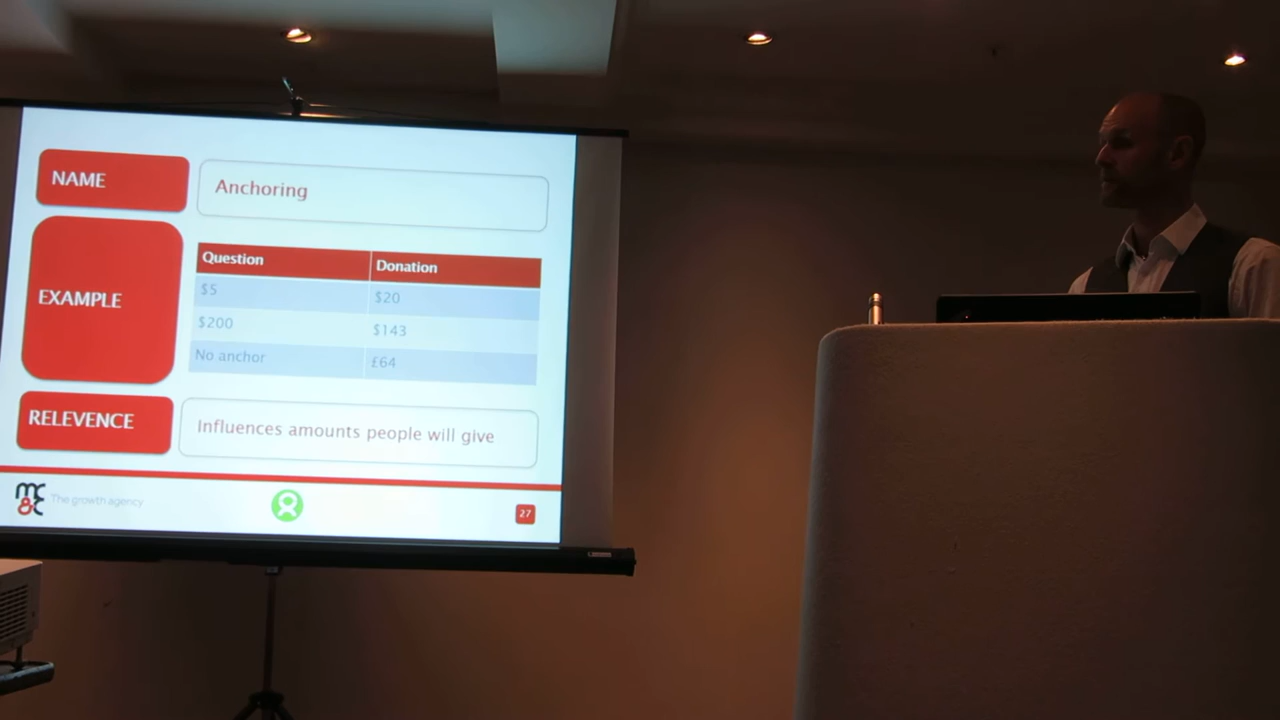 NAME
Anchoring
EXAMPLE
Question Donation
$5 $20
$200 $143
No anchor £64
RELEVENCE
Influences amounts people will give
mc&c The growth agency
27